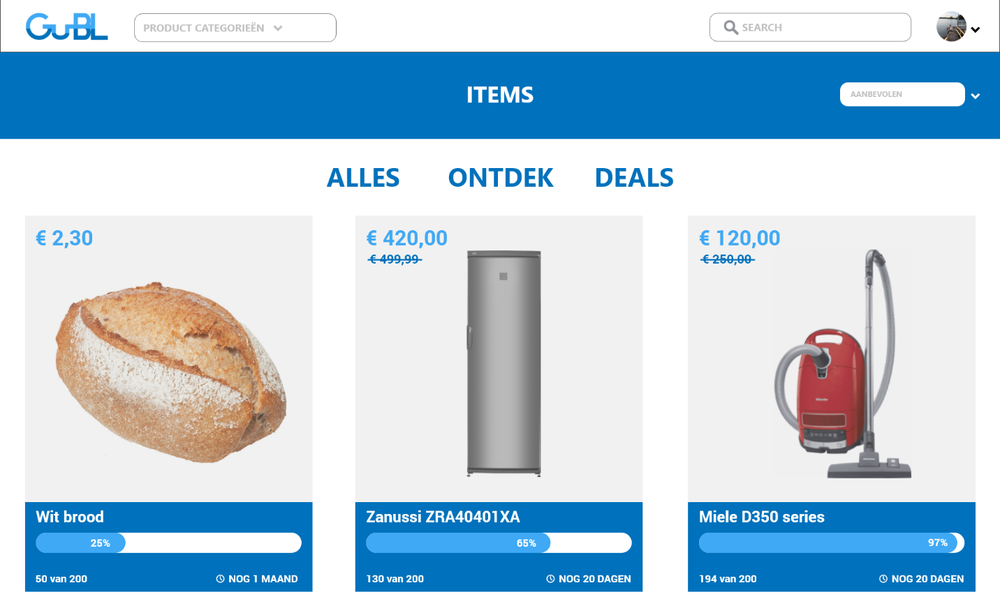 GUBL
PRODUCT CATEGORIEËN
SEARCH
ITEMS
AANBEVOLEN
ALLES ONTDEK DEALS
€ 2,30
€ 420,00
€ 499,99
€ 120,00
€ 250,00
Miele
Wit brood
25%
50 van 200 NOG 1 MAAND
Zanussi ZRA40401XA
65%
130 van 200 NOG 20 DAGEN
Miele D350 series
97%
194 van 200 NOG 20 DAGEN